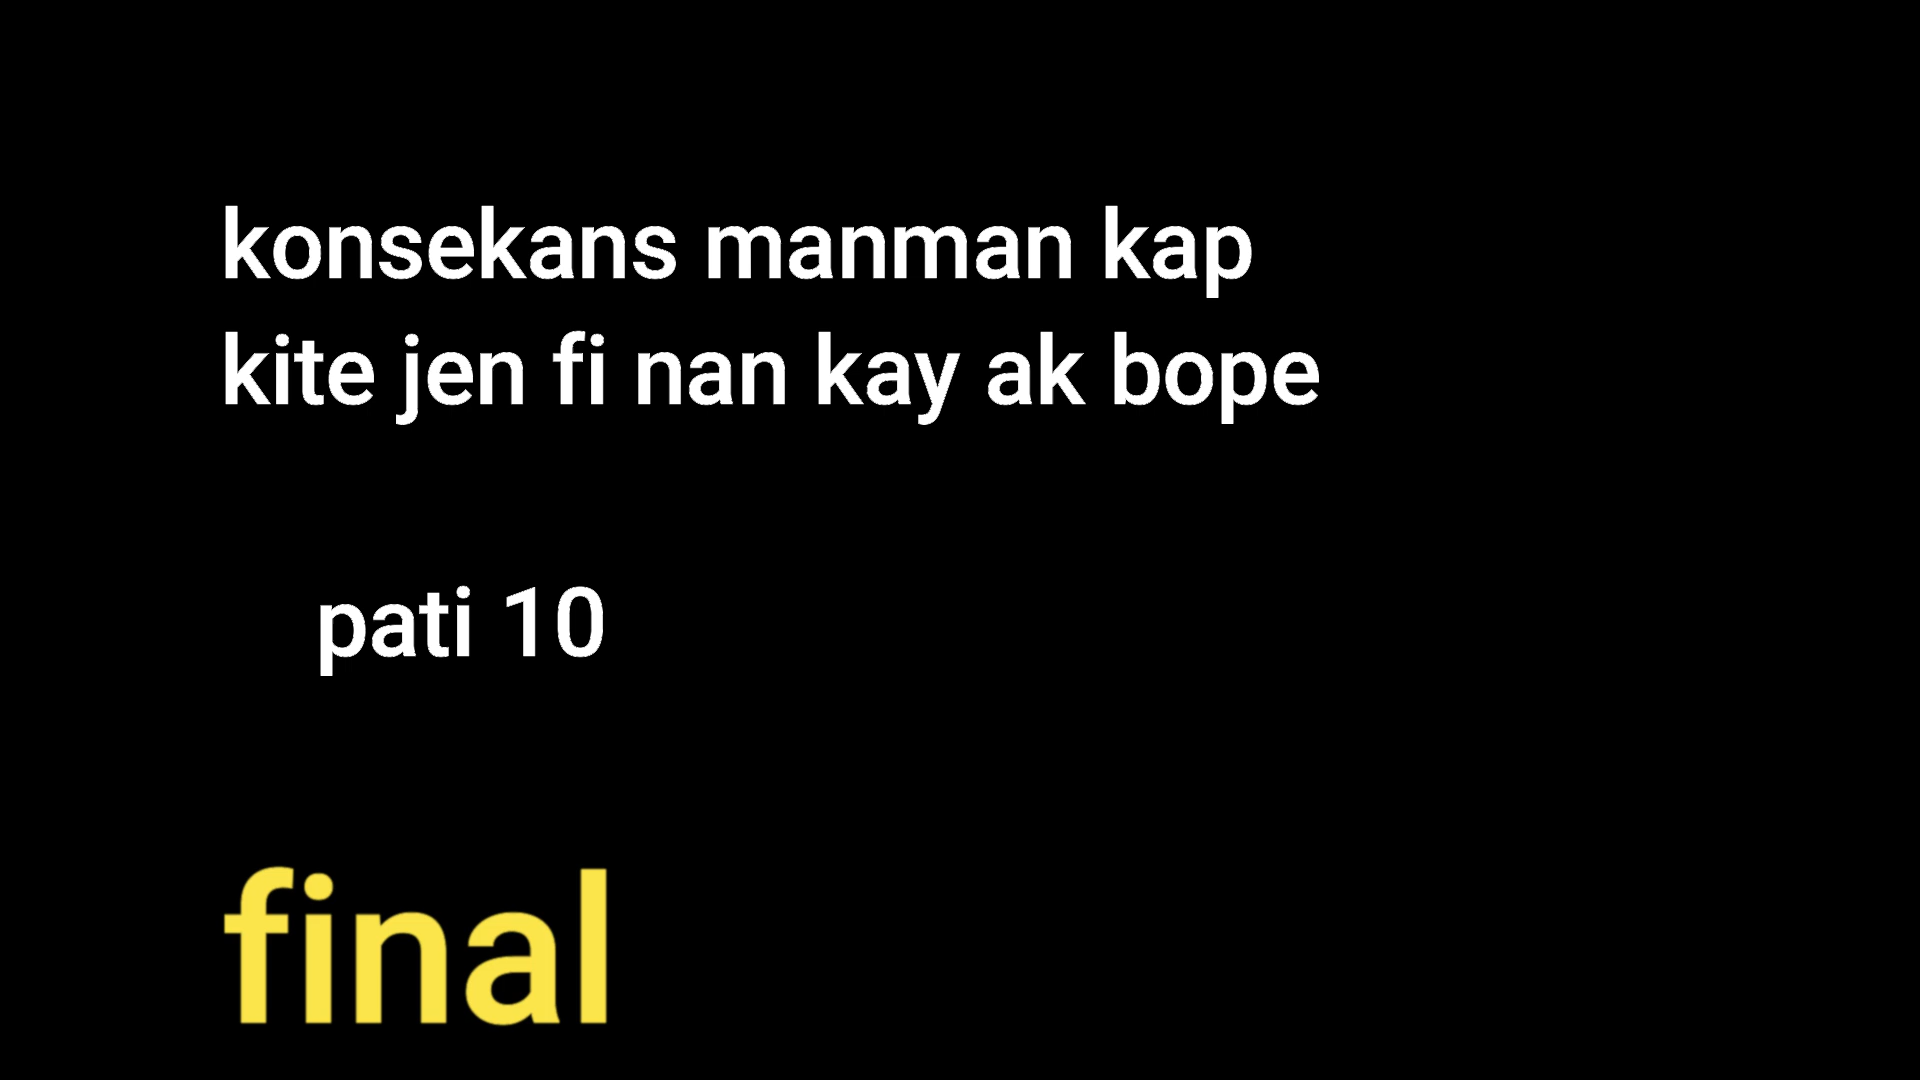 konsekans manman kap
kite jen fi nan kay ak bope
pati 10
final